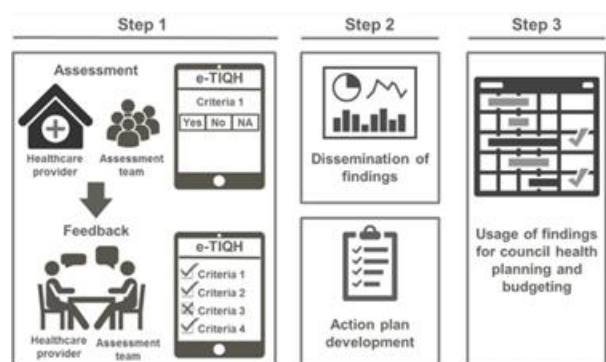 Step 1
Assessment
e-TIQH
Criteria 1
Yes No NA
Healthcare
provider
Assessment
team
Feedback
e-TIQH
Criteria 1
Criteria 2
Criteria 3
Criteria 4
Healthcare
provider
Assessment
team
Step 2
Dissemination of
findings
Action plan
development
Step 3
Usage of findings
for council health
planning and
budgeting